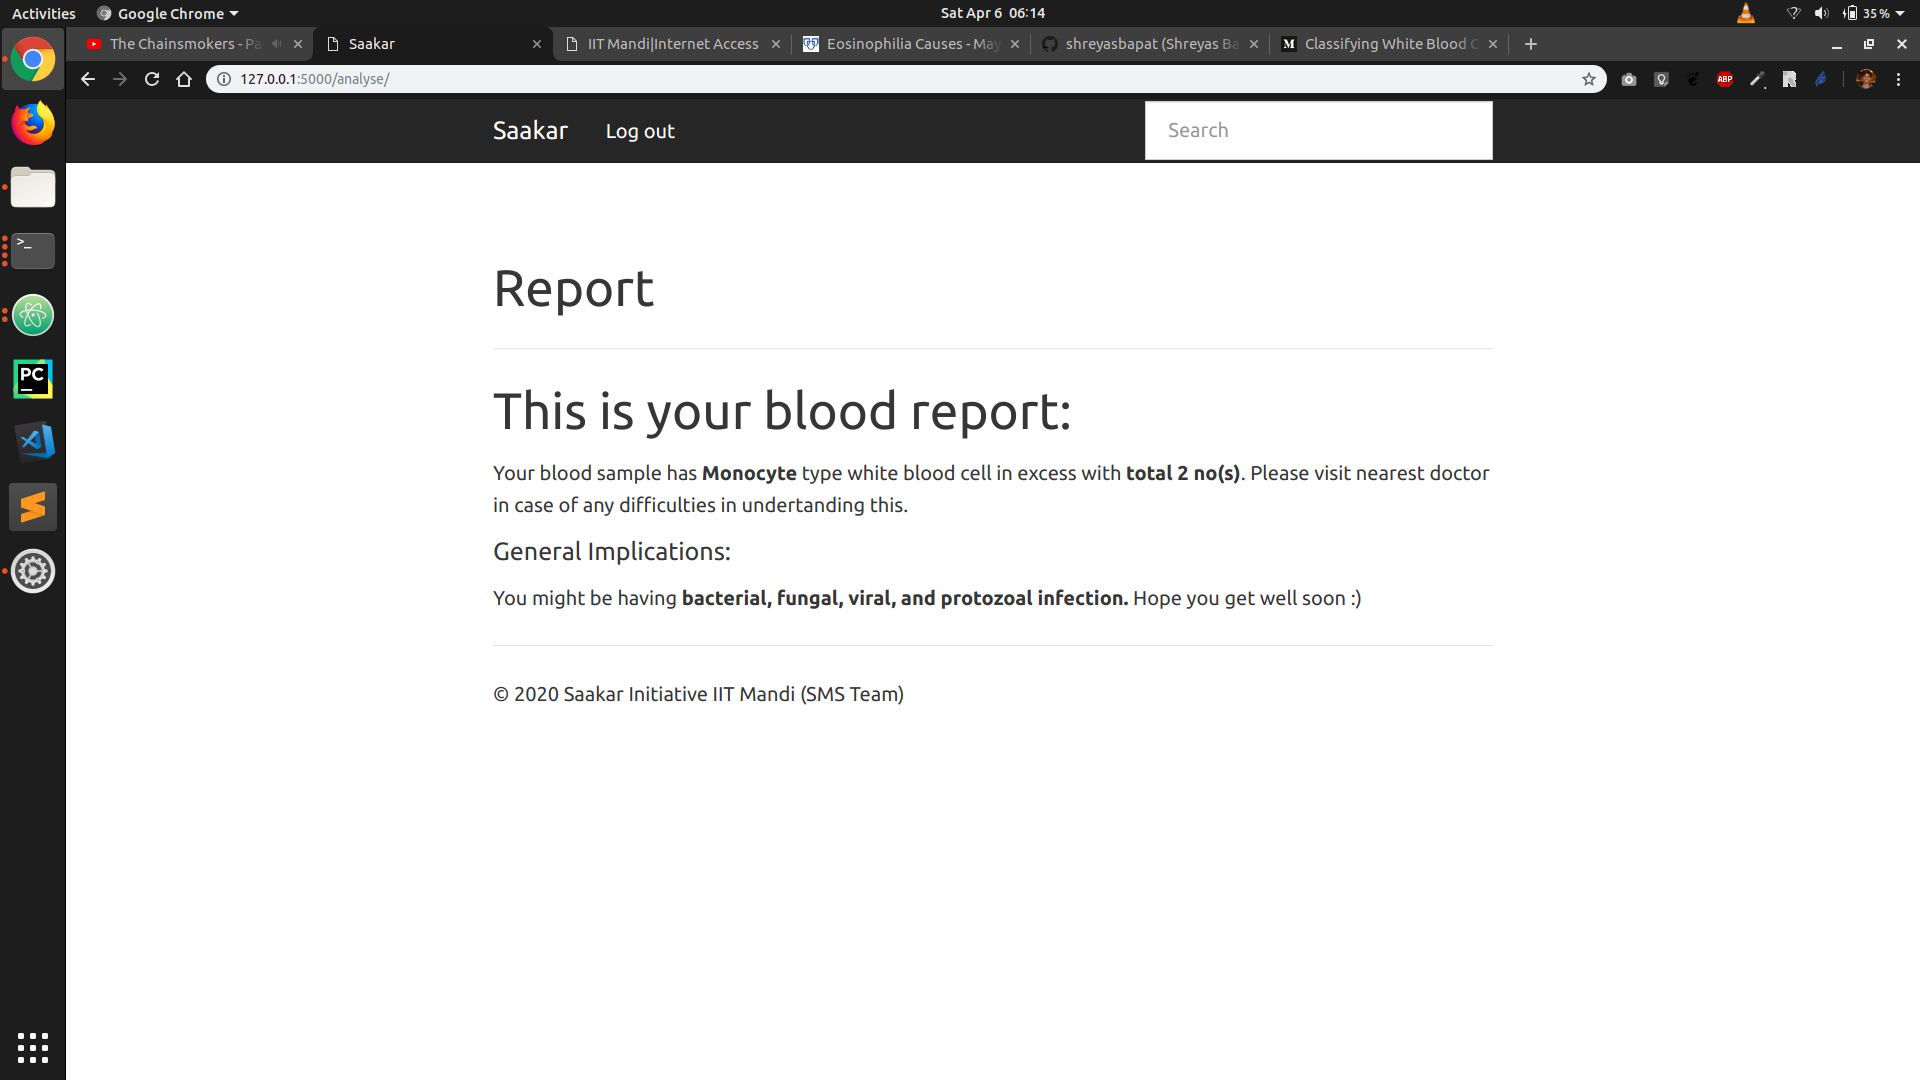 Activities
Google Chrome
Sat Apr 6 06:14
35%
The Chainsmokers - Pa
Saakar
IIT Mandi|Internet Access
Eosinophilia Causes - May
shreyasbapat (Shreyas Ba
M
Classifying White Blood C
127.0.0.1:5000/analyse/
ABP
Saakar
Log out
Search
>_
PC
Report
This is your blood report:
Your blood sample has Monocyte type white blood cell in excess with total 2 no(s). Please visit nearest doctor
in case of any difficulties in undertanding this.
General Implications:
You might be having bacterial, fungal, viral, and protozoal infection. Hope you get well soon :)
© 2020 Saakar Initiative IIT Mandi (SMS Team)